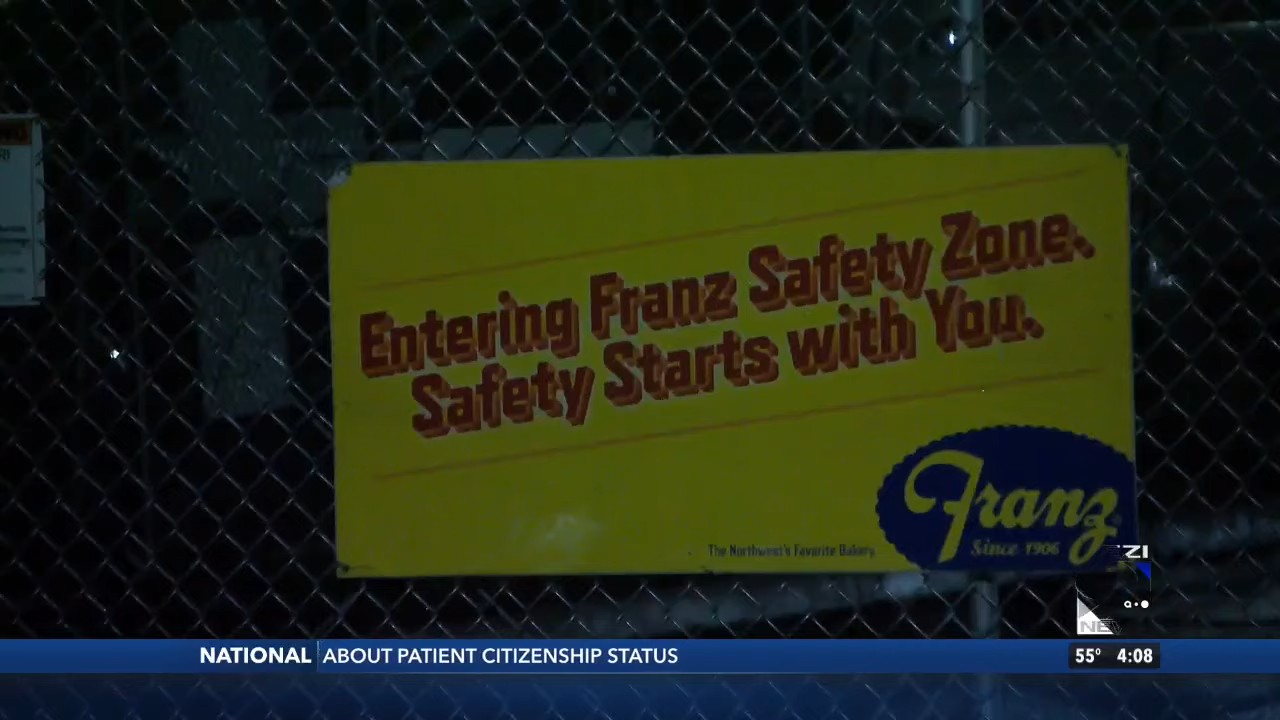 Entering Franz Safety Zone.
Safety Starts with You.
Franz
Since 1906
The Northwest's Favorite Bakery.
NATIONAL ABOUT PATIENT CITIZENSHIP STATUS
55° 4:08